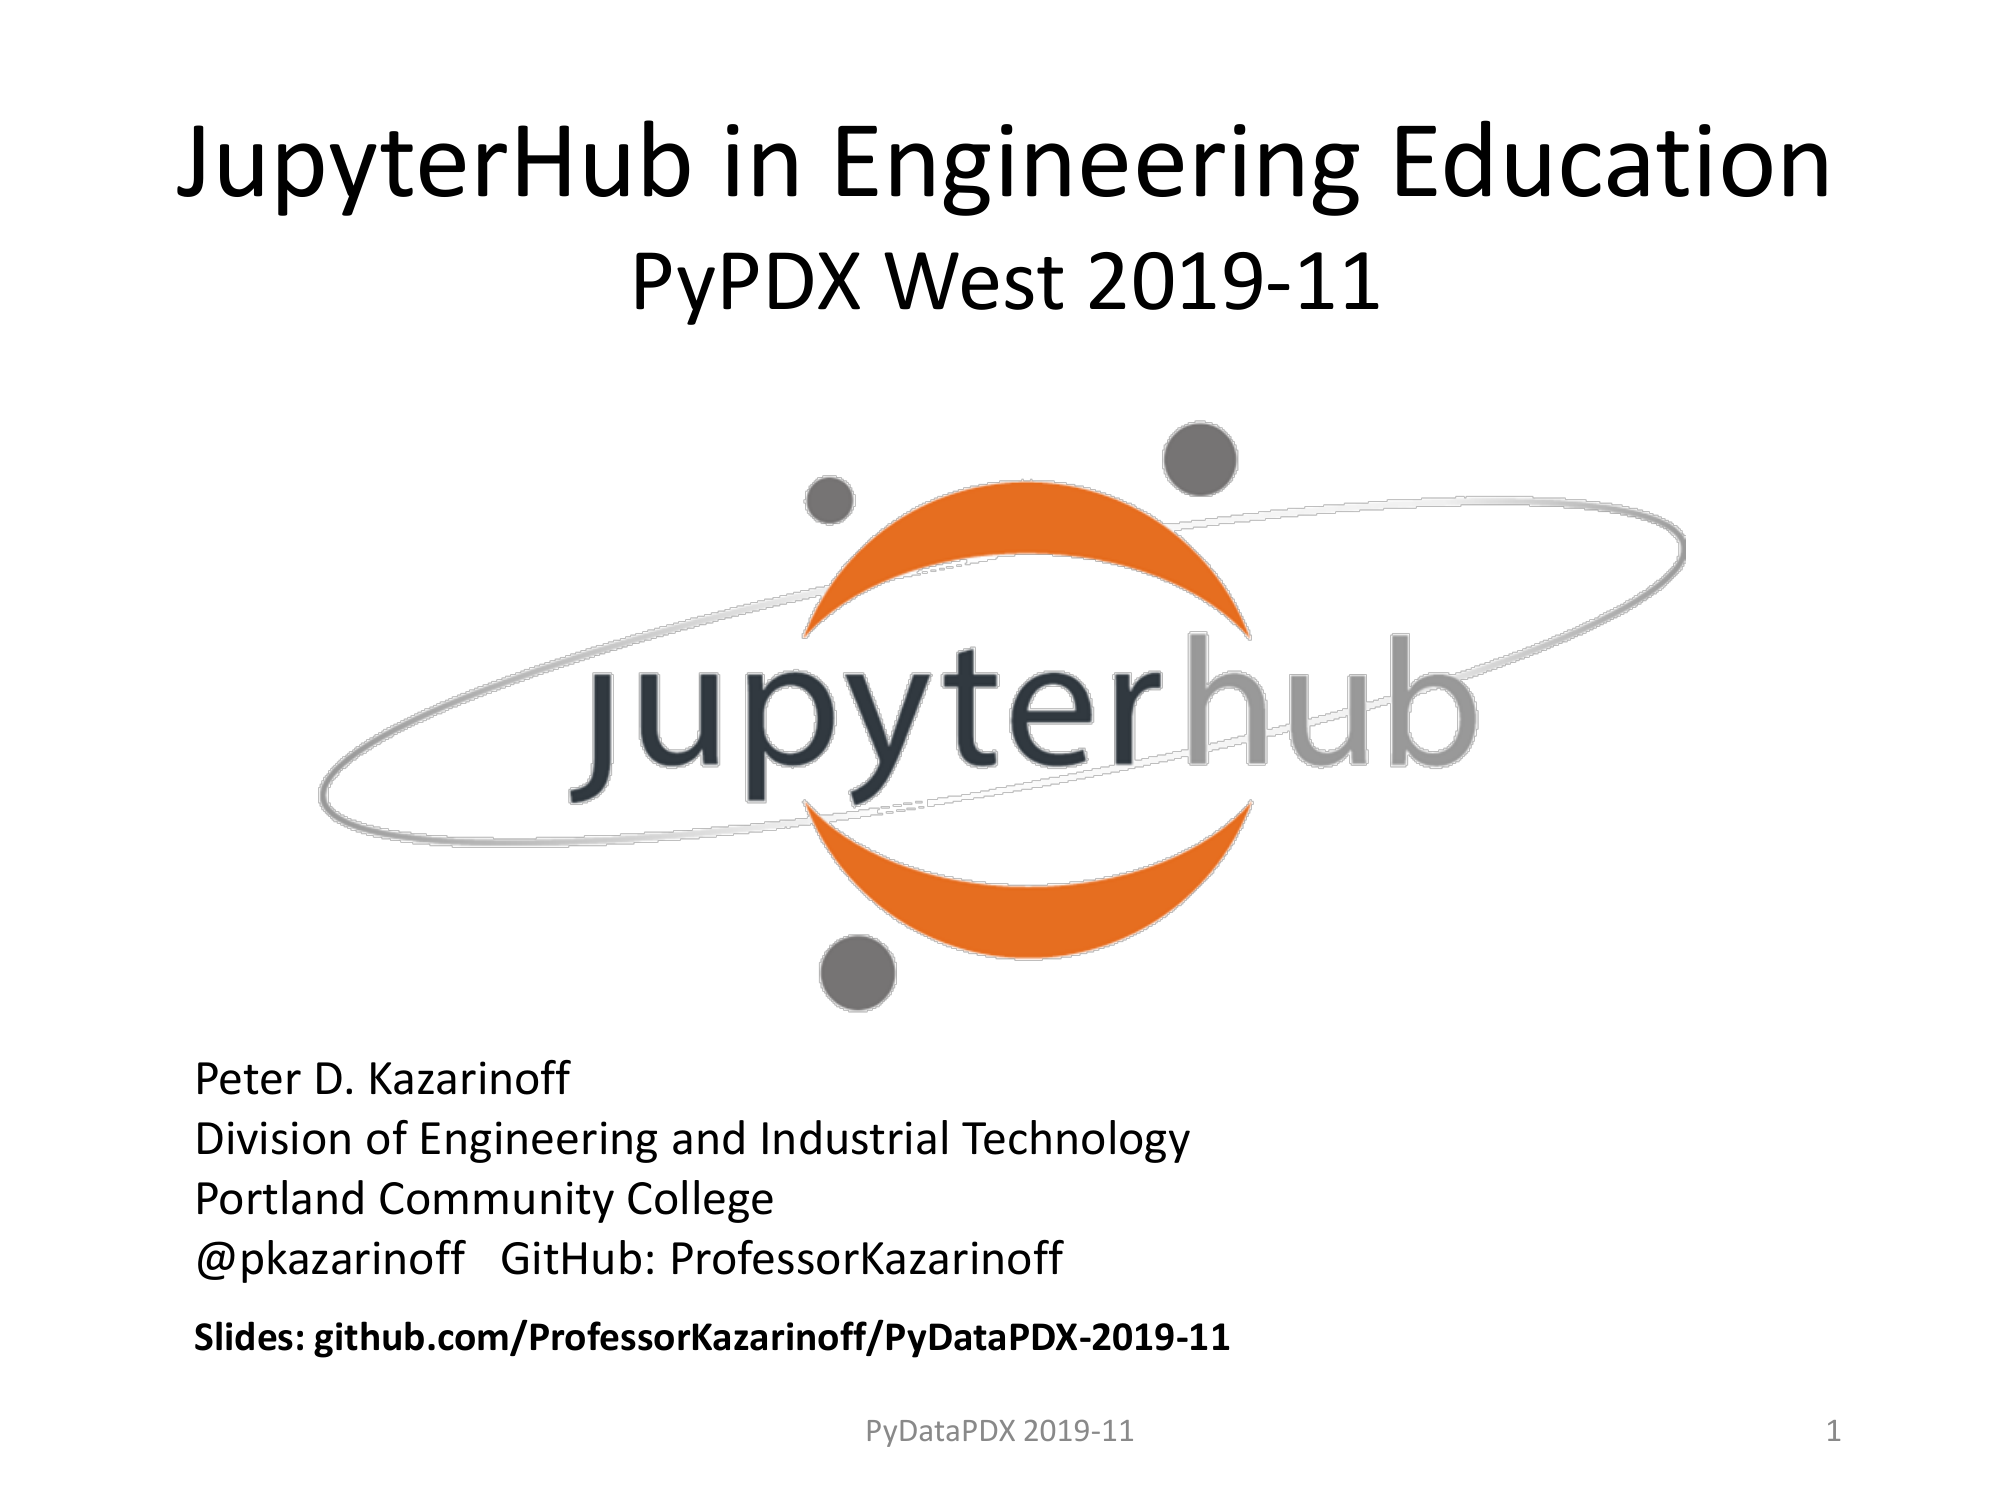 JupyterHub in Engineering Education
PyPDX West 2019-11
jupyterhub
Peter D. Kazarinoff
Division of Engineering and Industrial Technology
Portland Community College
@pkazarinoff GitHub: ProfessorKazarinoff
Slides: github.com/ProfessorKazarinoff/PyDataPDX-2019-11
PyDataPDX 2019-11
1